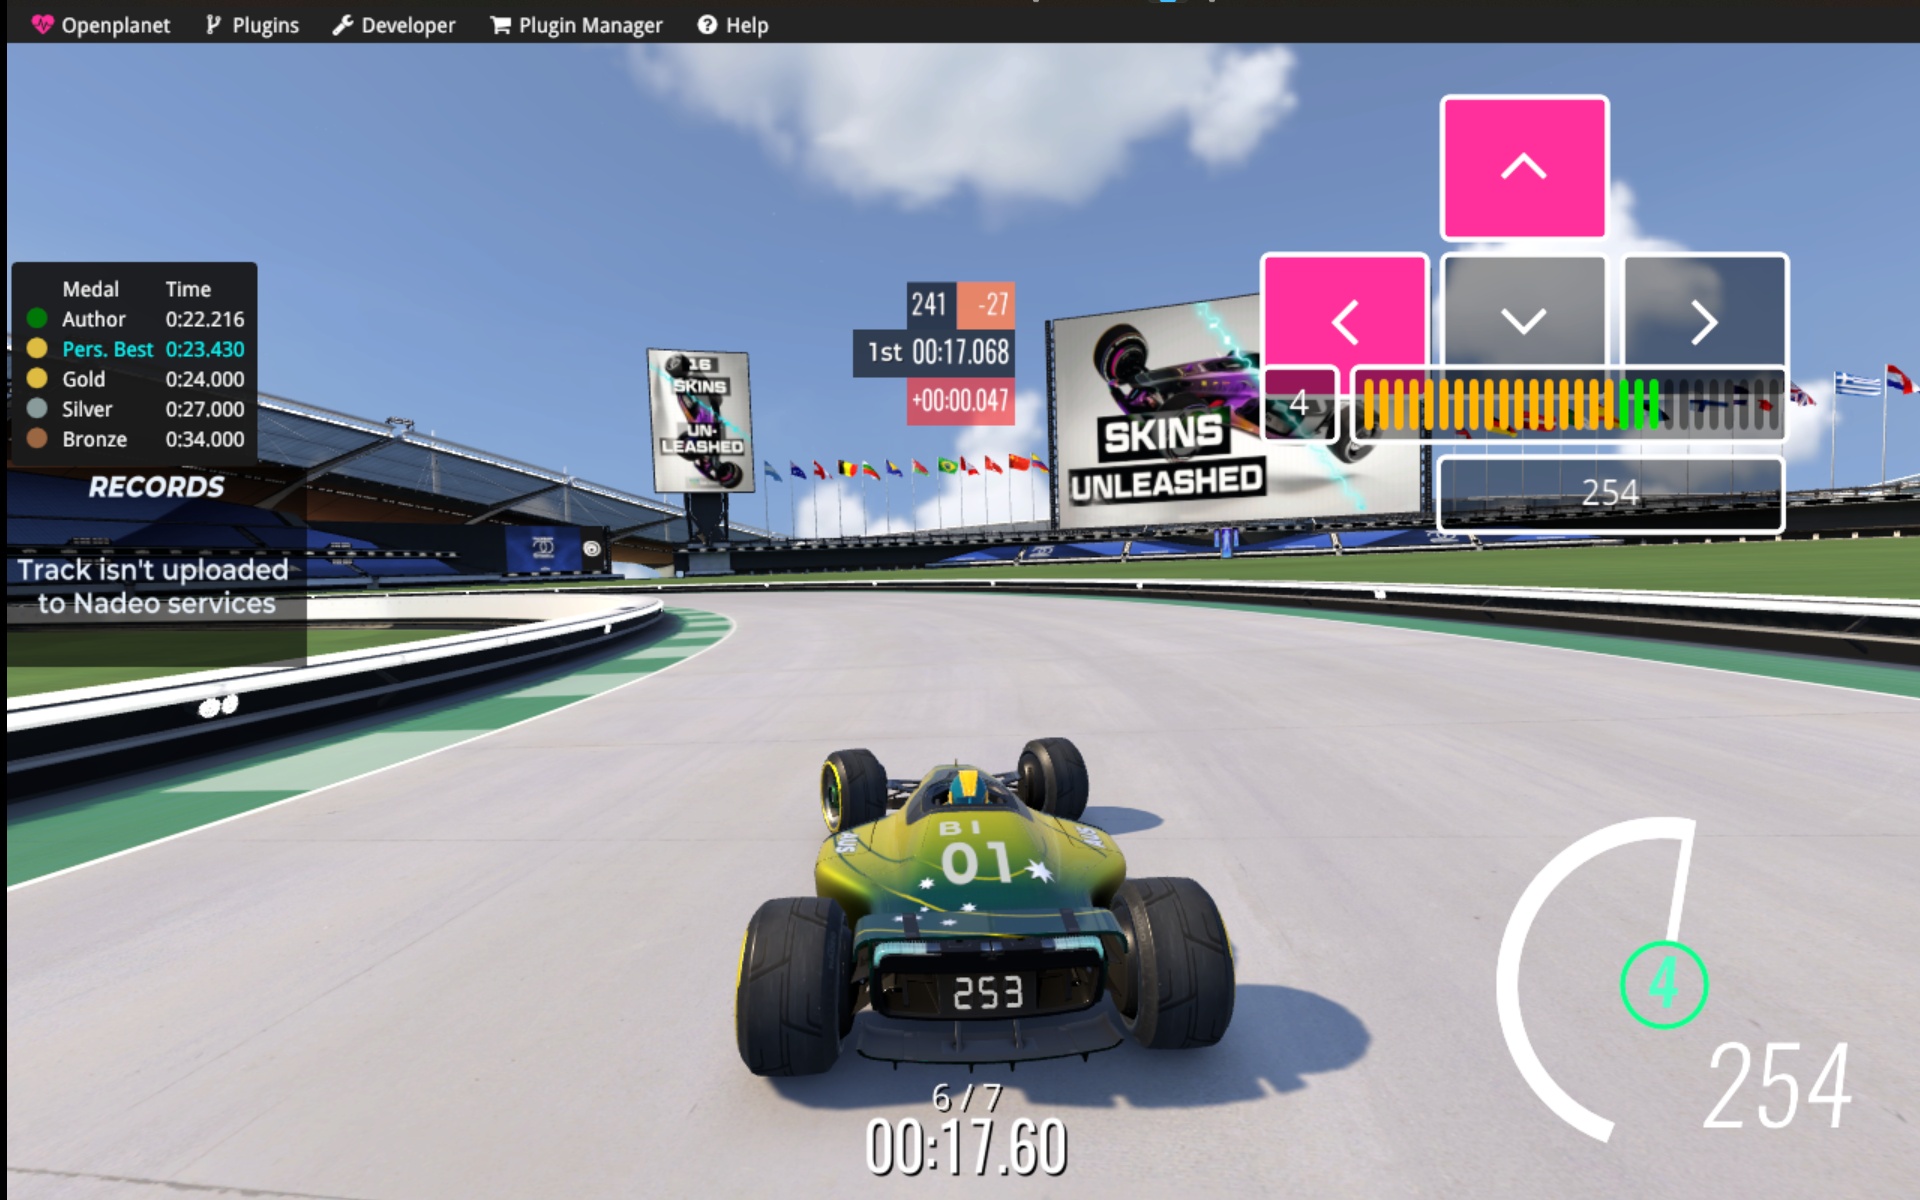 Openplanet Plugins Developer Plugin Manager Help
Medal Time
Author 0:22.216
Pers. Best 0:23.430
Gold 0:24.000
Silver 0:27.000
Bronze 0:34.000
RECORDS
Track isn't uploaded
to Nadeo services
16
SKINS
UN-
LEASHED
241 -27
1st 00:17.068
+00:00.047
SKINS
UNLEASHED
4
254
AUS
BI
01
AUS
253
6 / 7
00:17.60
4
254